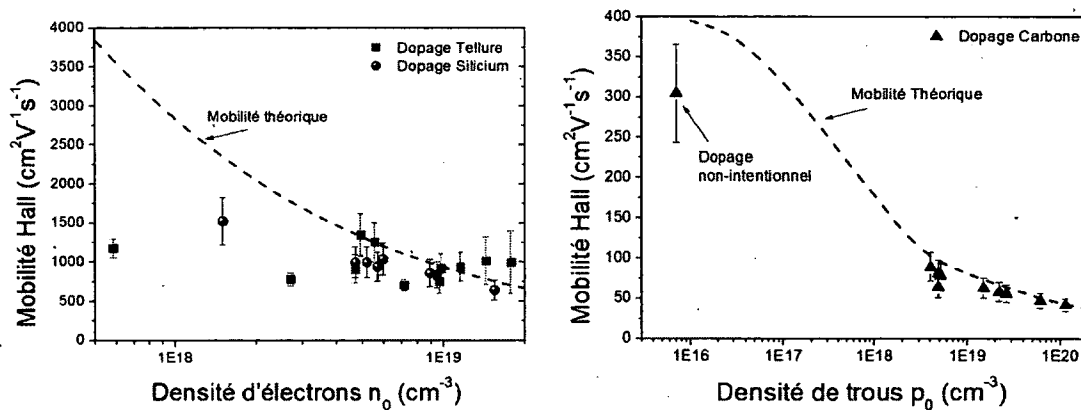 4000
3500
3000
2500
2000
1500
1000
500
0
Mobilité Hall (cm²V⁻¹s⁻¹)
Dopage Tellure
Dopage Silicium
Mobilité théorique
1E18
1E19
Densité d'électrons n₀ (cm⁻³)
400
350
300
250
200
150
100
50
0
Mobilité Hall (cm²V⁻¹s⁻¹)
Dopage Carbone
Mobilité Théorique
Dopage
non-intentionnel
1E16
1E17
1E18
1E19
1E20
Densité de trous p₀ (cm⁻³)